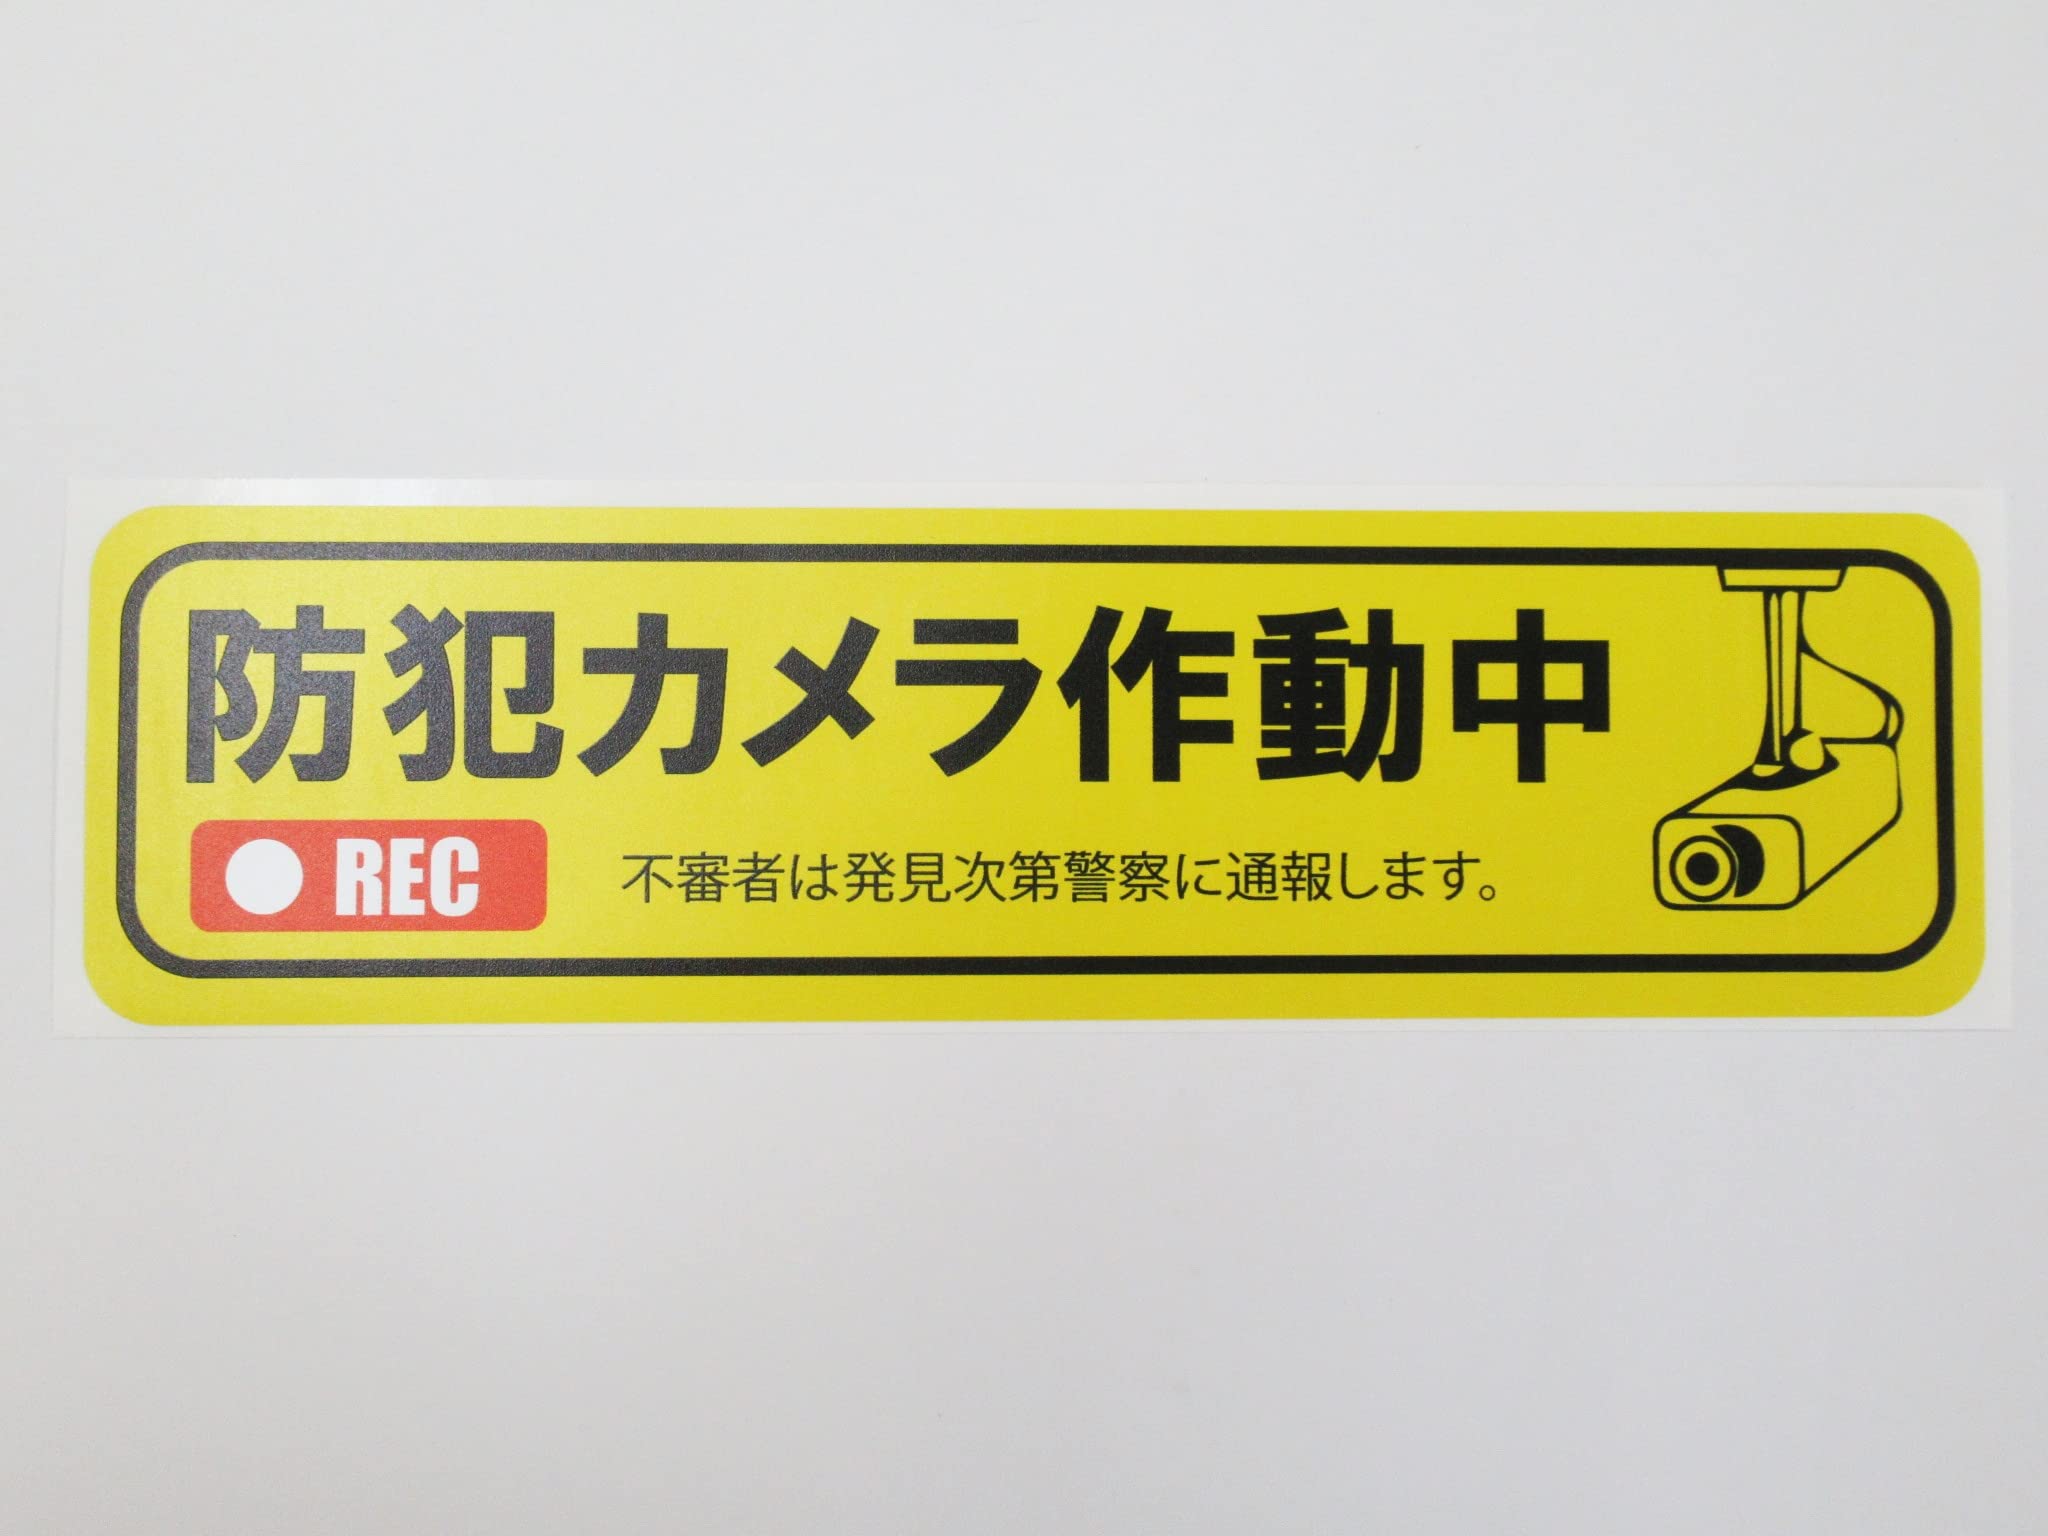 防犯カメラ作動中
REC
不審者は発見次第警察に通報します。